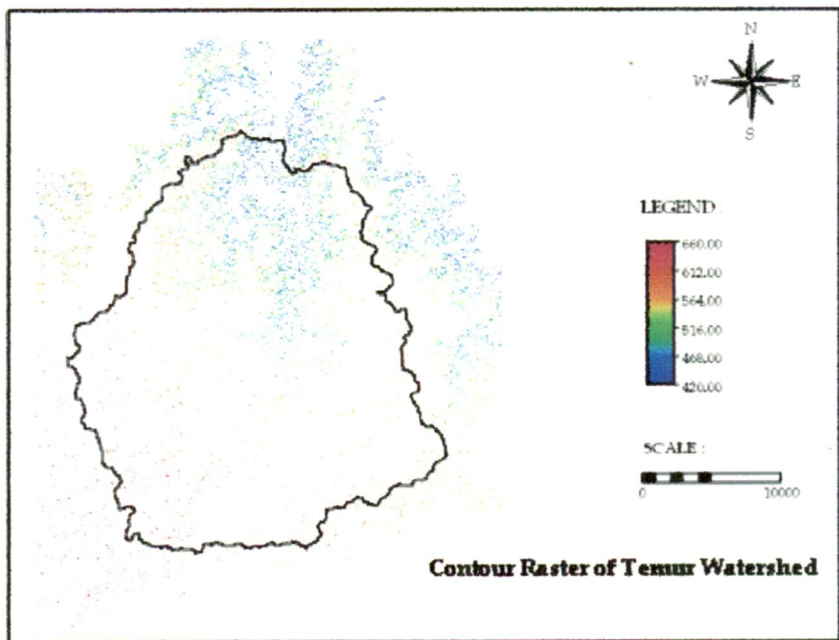 N
W E
S
LEGEND
660.00
612.00
564.00
516.00
468.00
420.00
SCALE :
0 10000
Contour Raster of Temur Watershed